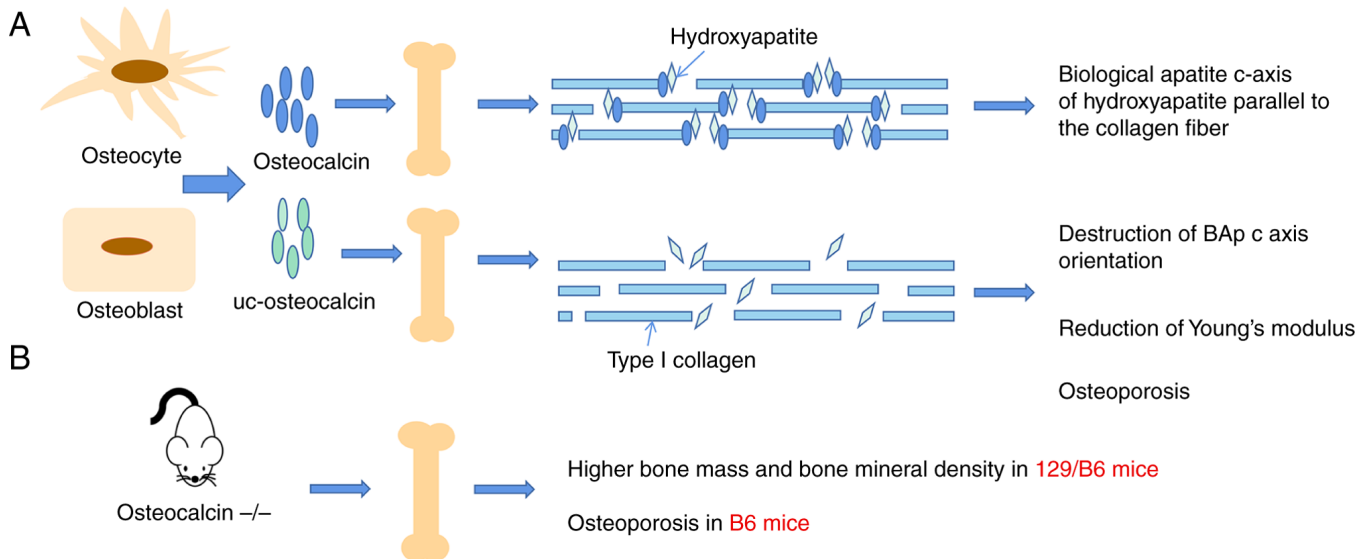 A
Osteocyte
Osteoblast
Osteocalcin
uc-osteocalcin
Hydroxyapatite
Type I collagen
Biological apatite c-axis
of hydroxyapatite parallel to
the collagen fiber
Destruction of BAp c axis
orientation
Reduction of Young's modulus
Osteoporosis
B
Osteocalcin –/–
Higher bone mass and bone mineral density in 129/B6 mice
Osteoporosis in B6 mice